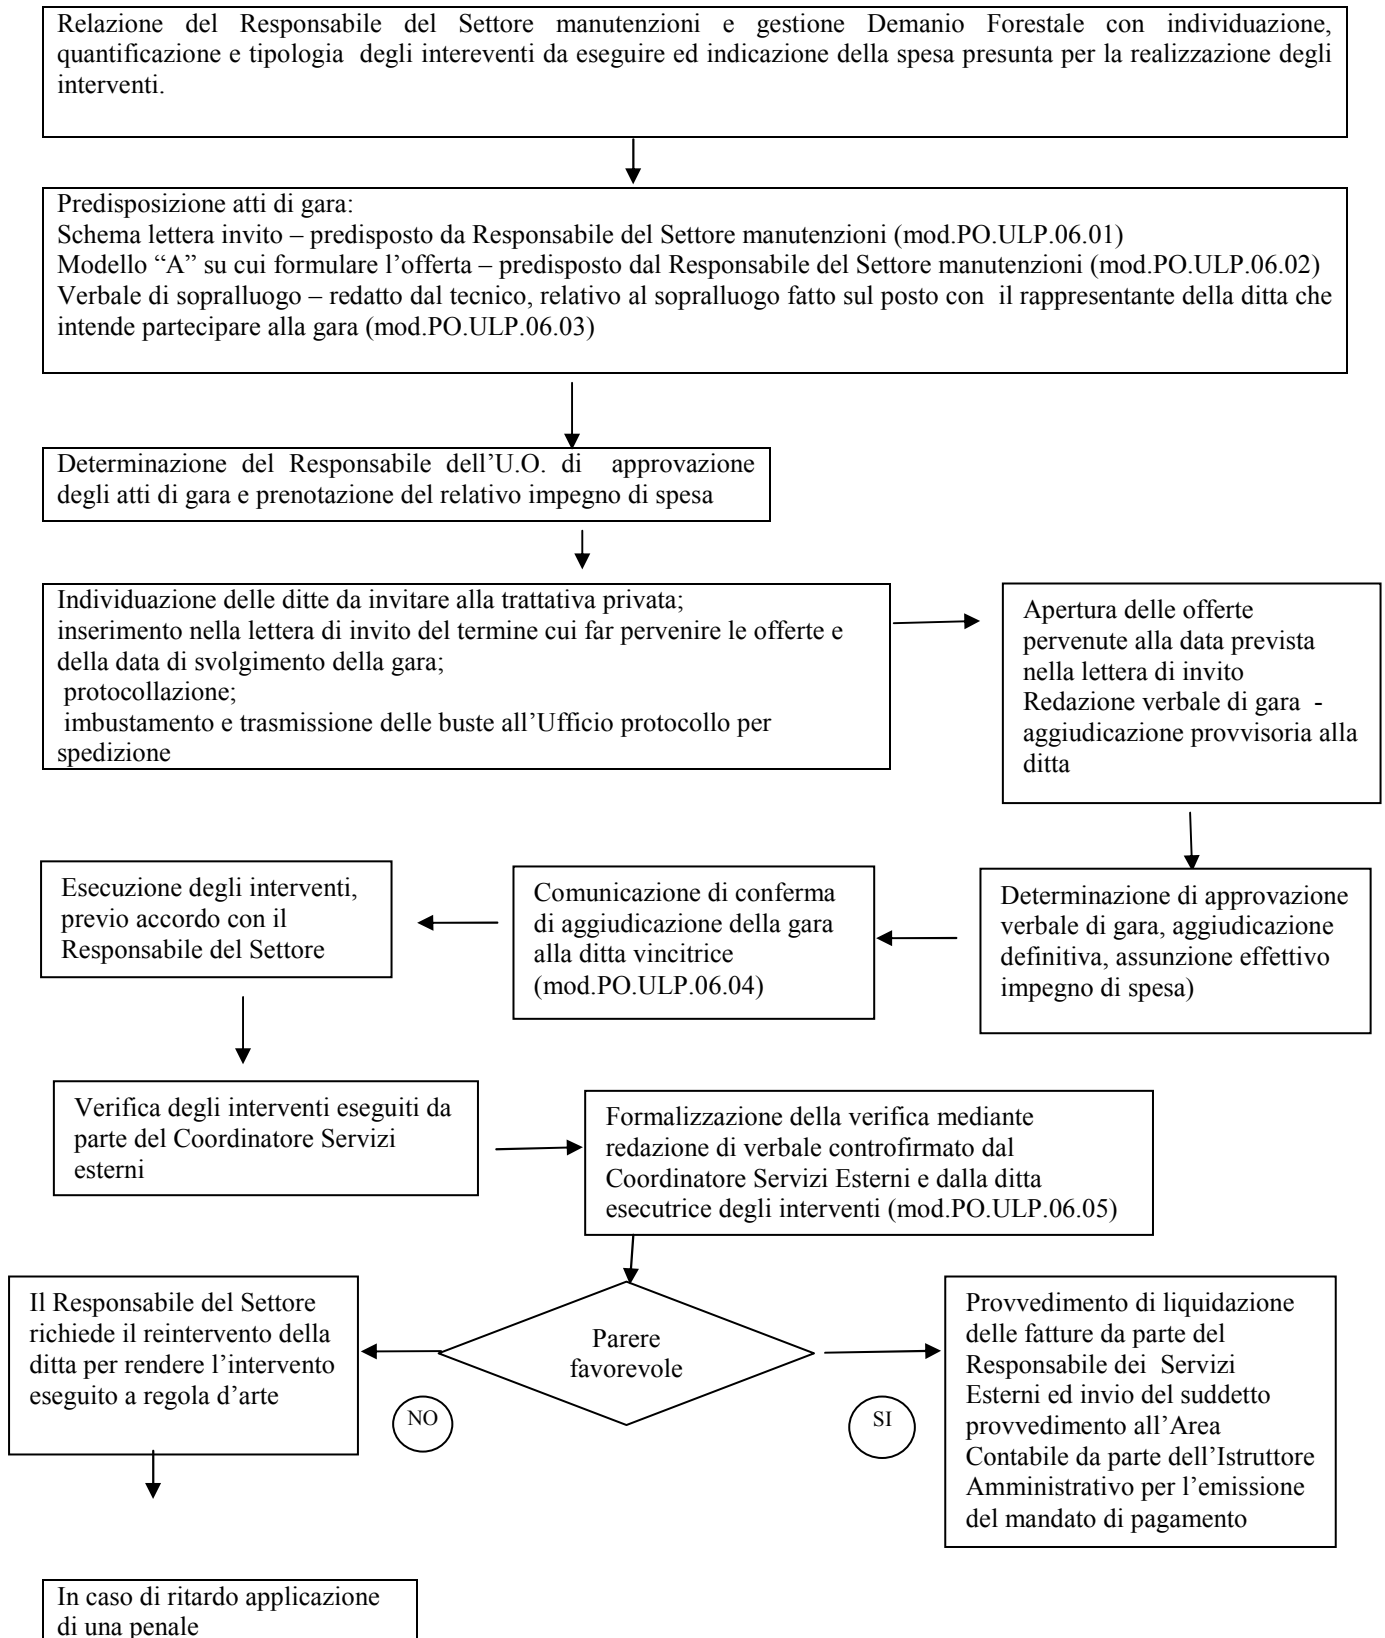 Relazione del Responsabile del Settore manutenzioni e gestione Demanio Forestale con individuazione,
quantificazione e tipologia degli intereventi da eseguire ed indicazione della spesa presunta per la realizzazione degli
interventi.
Predisposizione atti di gara:
Schema lettera invito – predisposto da Responsabile del Settore manutenzioni (mod.PO.ULP.06.01)
Modello “A” su cui formulare l’offerta – predisposto dal Responsabile del Settore manutenzioni (mod.PO.ULP.06.02)
Verbale di sopralluogo – redatto dal tecnico, relativo al sopralluogo fatto sul posto con il rappresentante della ditta che
intende partecipare alla gara (mod.PO.ULP.06.03)
Determinazione del Responsabile dell’U.O. di approvazione
degli atti di gara e prenotazione del relativo impegno di spesa
Individuazione delle ditte da invitare alla trattativa privata;
inserimento nella lettera di invito del termine cui far pervenire le offerte e
della data di svolgimento della gara;
protocollazione;
imbustamento e trasmissione delle buste all’Ufficio protocollo per
spedizione
Apertura delle offerte
pervenute alla data prevista
nella lettera di invito
Redazione verbale di gara -
aggiudicazione provvisoria alla
ditta
Determinazione di approvazione
verbale di gara, aggiudicazione
definitiva, assunzione effettivo
impegno di spesa)
Comunicazione di conferma
di aggiudicazione della gara
alla ditta vincitrice
(mod.PO.ULP.06.04)
Esecuzione degli interventi,
previo accordo con il
Responsabile del Settore
Verifica degli interventi eseguiti da
parte del Coordinatore Servizi
esterni
Formalizzazione della verifica mediante
redazione di verbale controfirmato dal
Coordinatore Servizi Esterni e dalla ditta
esecutrice degli interventi (mod.PO.ULP.06.05)
Parere
favorevole
NO
SI
Il Responsabile del Settore
richiede il reintervento della
ditta per rendere l’intervento
eseguito a regola d’arte
Provvedimento di liquidazione
delle fatture da parte del
Responsabile dei Servizi
Esterni ed invio del suddetto
provvedimento all’Area
Contabile da parte dell’Istruttore
Amministrativo per l’emissione
del mandato di pagamento
In caso di ritardo applicazione
di una penale